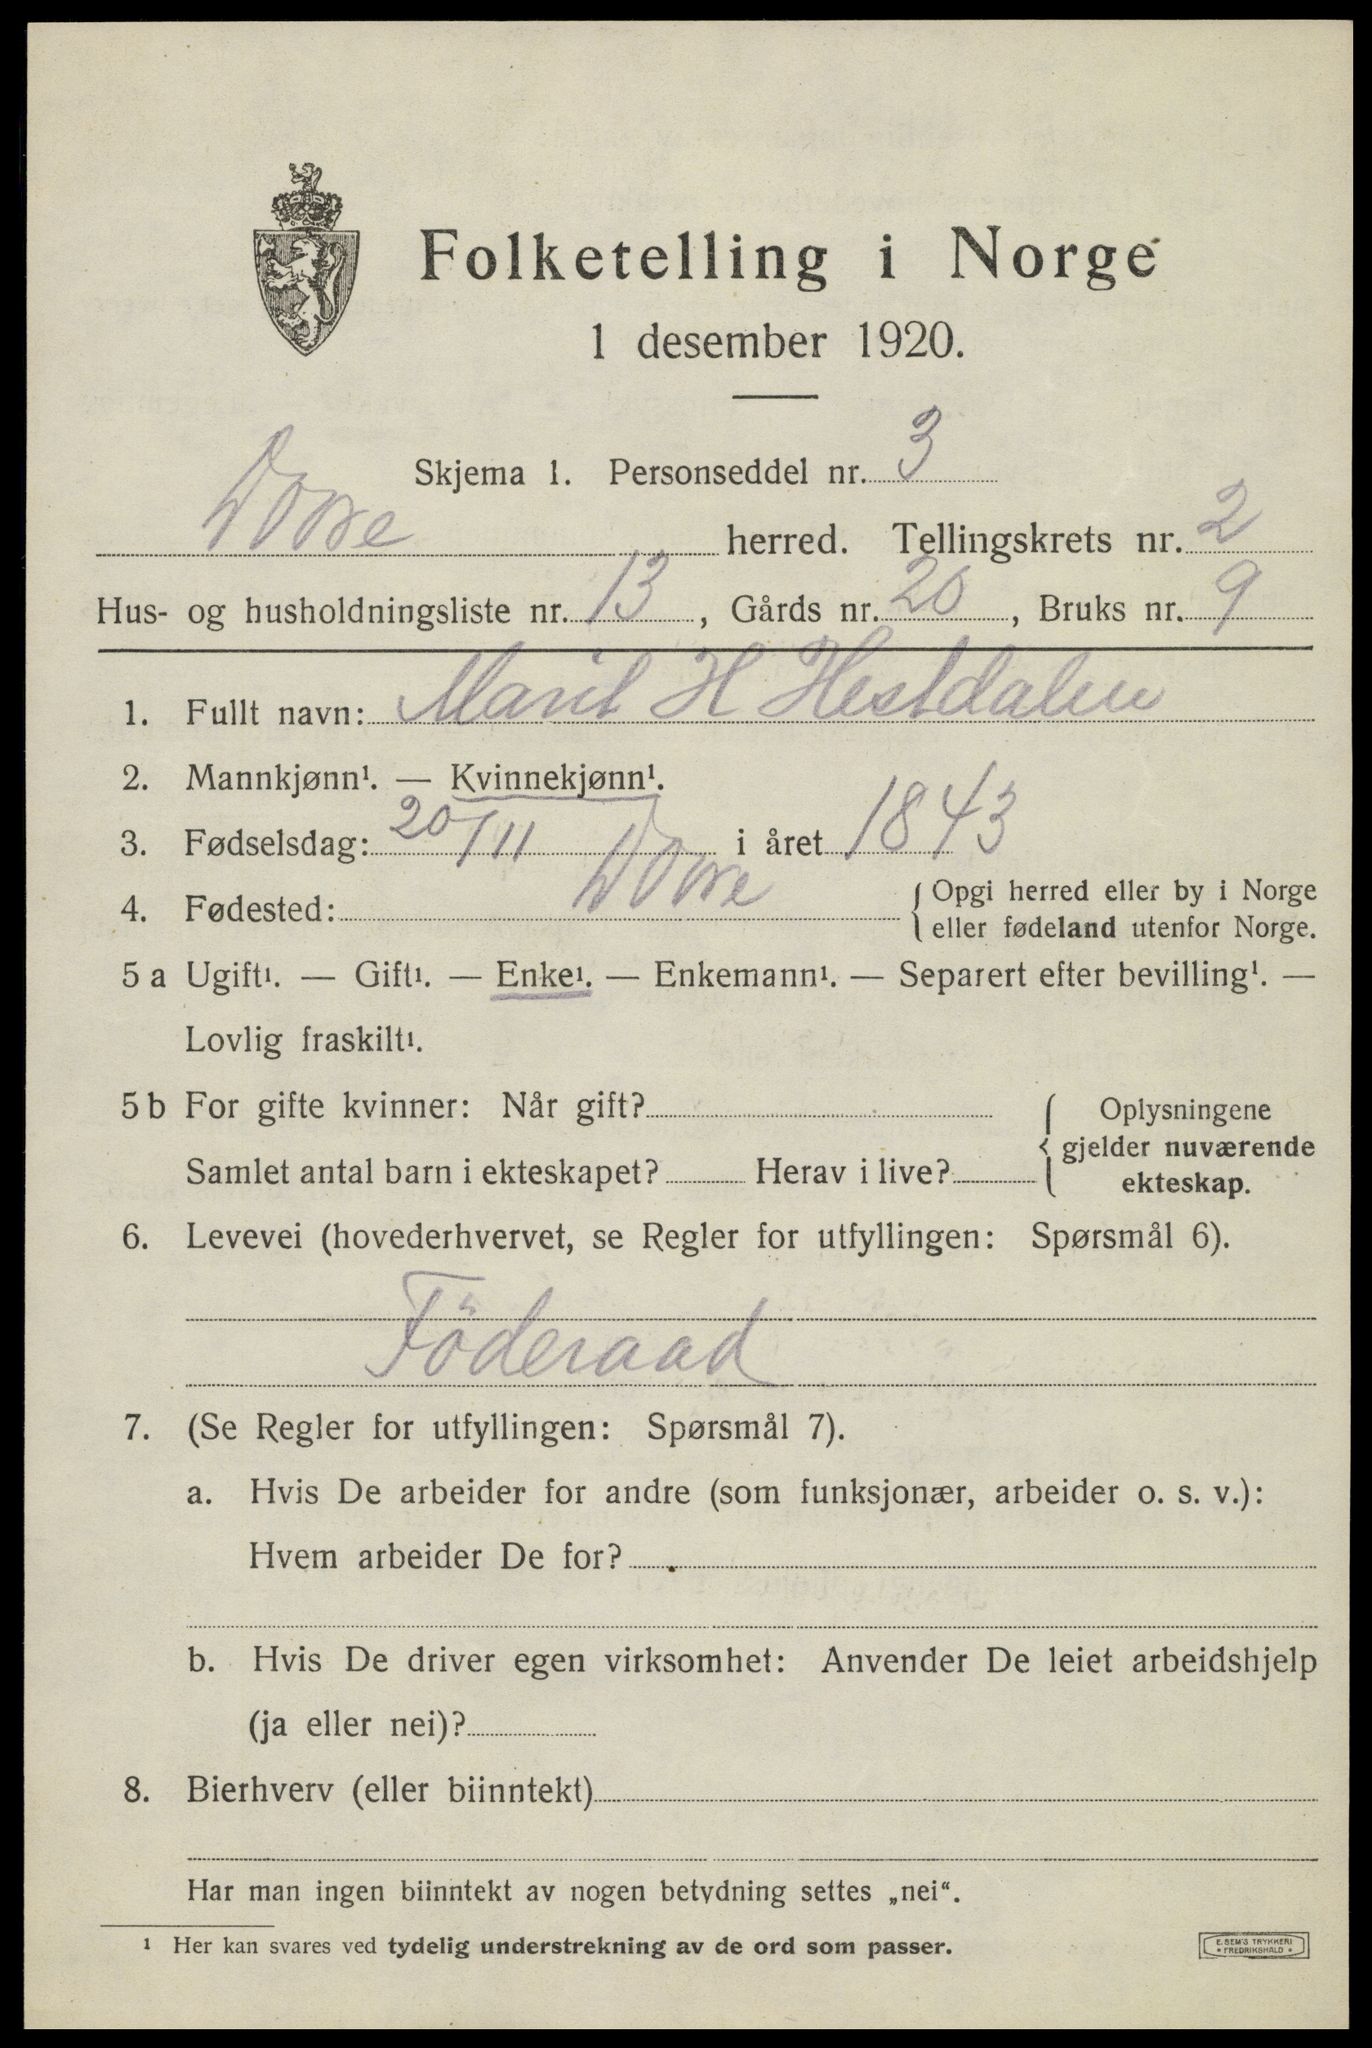 Folketelling i Norge
1 desember 1920.
Skjema 1. Personseddel nr. 3
Dovre herred. Tellingskrets nr. 2
Hus- og husholdningsliste nr. 13, Gårds nr. 20, Bruks nr. 9
1. Fullt navn: Marit H Hestdalen
2. Mannkjønn¹. — Kvinnekjønn¹.
3. Fødselsdag: 20/11 i året 1843
4. Fødested: Dovre { Opgi herred eller by i Norge
eller fødeland utenfor Norge.
5 a Ugift¹. — Gift¹. — Enke¹. — Enkemann¹. — Separert efter bevilling¹. —
Lovlig fraskilt¹.
5 b For gifte kvinner: Når gift?
Samlet antal barn i ekteskapet? Herav i live?
{ Oplysningene
gjelder nuværende
ekteskap.
6. Levevei (hovederhvervet, se Regler for utfyllingen: Spørsmål 6).
Föderaad
7. (Se Regler for utfyllingen: Spørsmål 7).
a. Hvis De arbeider for andre (som funksjonær, arbeider o. s. v.):
Hvem arbeider De for?
b. Hvis De driver egen virksomhet: Anvender De leiet arbeidshjelp
(ja eller nei)?
8. Bierhverv (eller biinntekt)
Har man ingen biinntekt av nogen betydning settes „nei“.
¹ Her kan svares ved tydelig understrekning av de ord som passer.
E. SEM'S TRYKKERI
• FREDRIKSHALD •